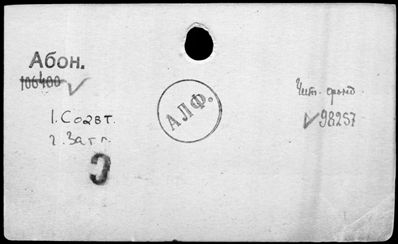 Абон.
106400
1. Соавт.
2. Загл.
С
АЛФ.
Чит. фонд.
98257